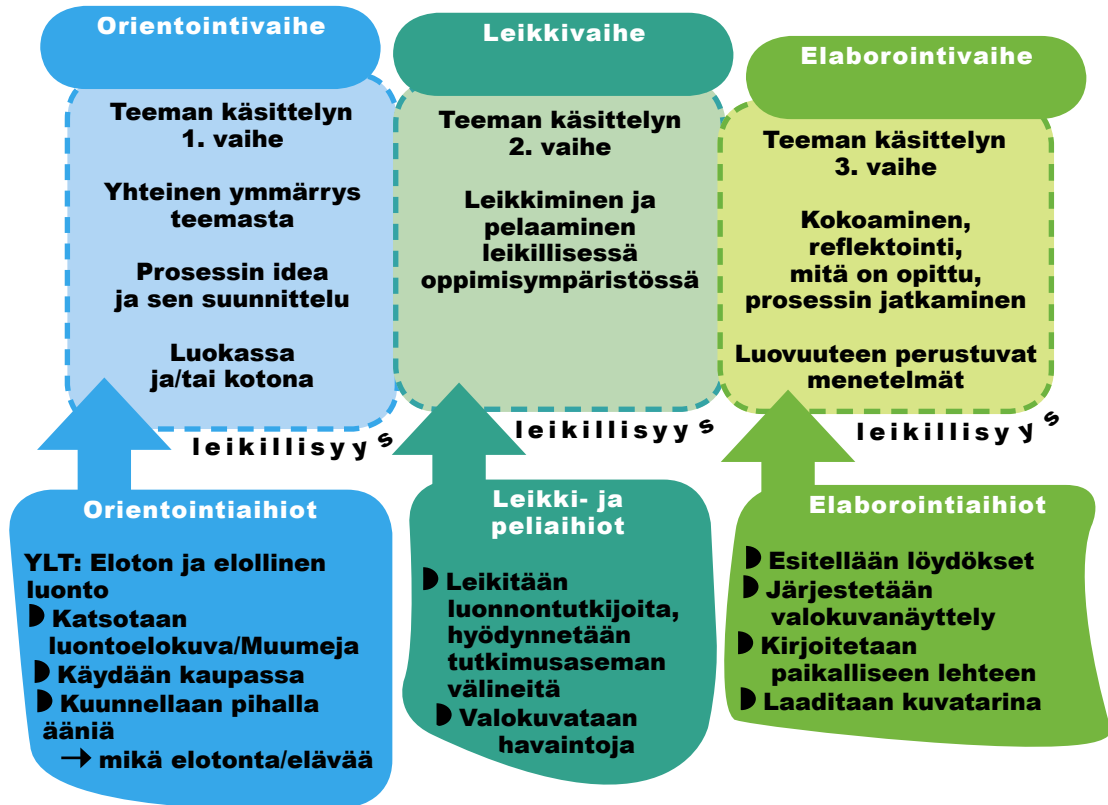 Orientointivaihe
Teeman käsittelyn
1. vaihe
Yhteinen ymmärrys
teemasta
Prosessin idea
ja sen suunnittelu
Luokassa
ja/tai kotona
leikillisyys
Leikkivaihe
Teeman käsittelyn
2. vaihe
Leikkiminen ja
pelaaminen
leikillisessä
oppimisympäristössä
leikillisyys
Elaborointivaihe
Teeman käsittelyn
3. vaihe
Kokoaminen,
reflektointi,
mitä on opittu,
prosessin jatkaminen
Luovuuteen perustuvat
menetelmät
leikillisyys
Orientointiaihiot
YLT: Eloton ja elollinen
luonto
◗ Katsotaan
luontoelokuva/Muumeja
◗ Käydään kaupassa
◗ Kuunnellaan pihalla
ääniä
→ mikä elotonta/elävää
Leikki- ja
peliaihiot
◗ Leikitään
luonnontutkijoita,
hyödynnetään
tutkimusaseman
välineitä
◗ Valokuvataan
havaintoja
Elaborointiaihiot
◗ Esitellään löydökset
◗ Järjestetään
valokuvanäyttely
◗ Kirjoitetaan
paikalliseen lehteen
◗ Laaditaan kuvatarina